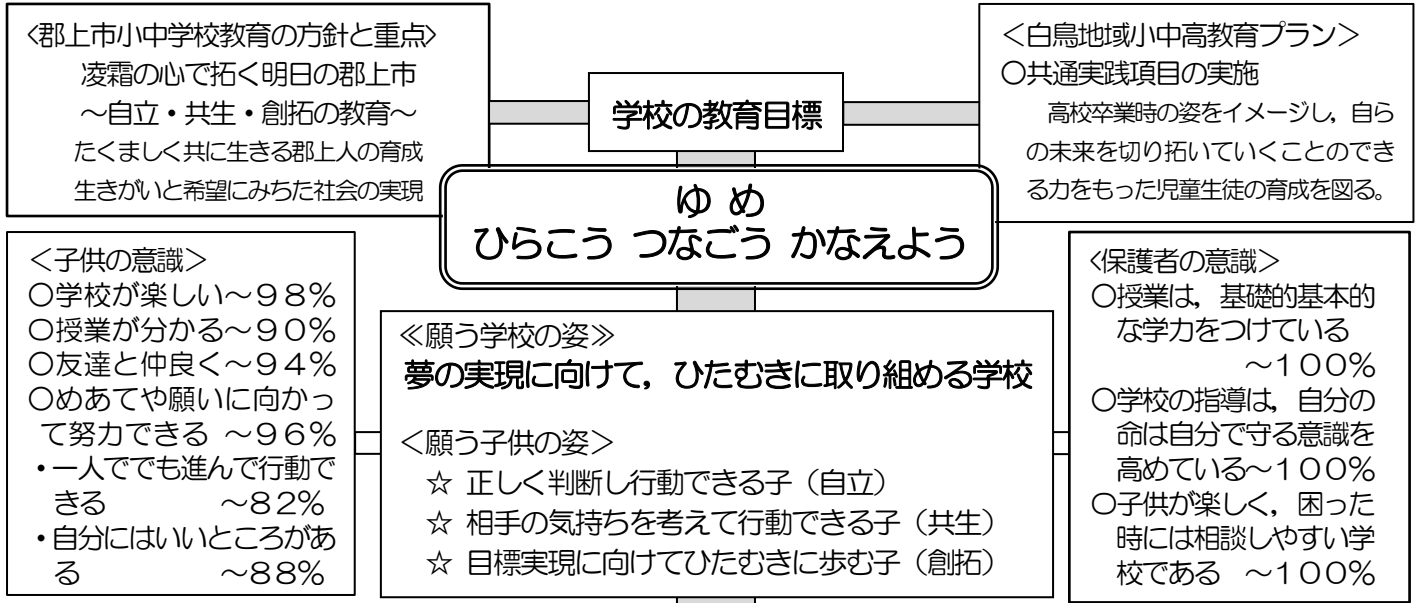 <郡上市小中学校教育の方針と重点>
凌霜の心で拓く明日の郡上市
～自立・共生・創拓の教育～
たくましく共に生きる郡上人の育成
生きがいと希望にみちた社会の実現
学校の教育目標
＜白鳥地域小中高教育プラン＞
○共通実践項目の実施
高校卒業時の姿をイメージし，自ら
の未来を切り拓いていくことのでき
る力をもった児童生徒の育成を図る。
ゆ め
ひらこう つなごう かなえよう
＜子供の意識＞
○学校が楽しい～９８％
○授業が分かる～９０％
○友達と仲良く～９４％
○めあてや願いに向かっ
て努力できる ～９６％
・一人ででも進んで行動で
きる ～８２％
・自分にはいいところがあ
る ～８８％
≪願う学校の姿≫
夢の実現に向けて，ひたむきに取り組める学校
＜願う子供の姿＞
☆ 正しく判断し行動できる子（自立）
☆ 相手の気持ちを考えて行動できる子（共生）
☆ 目標実現に向けてひたむきに歩む子（創拓）
<保護者の意識＞
○授業は，基礎的基本的
な学力をつけている
～１００％
○学校の指導は，自分の
命は自分で守る意識を
高めている～１００％
○子供が楽しく，困った
時には相談しやすい学
校である ～１００％